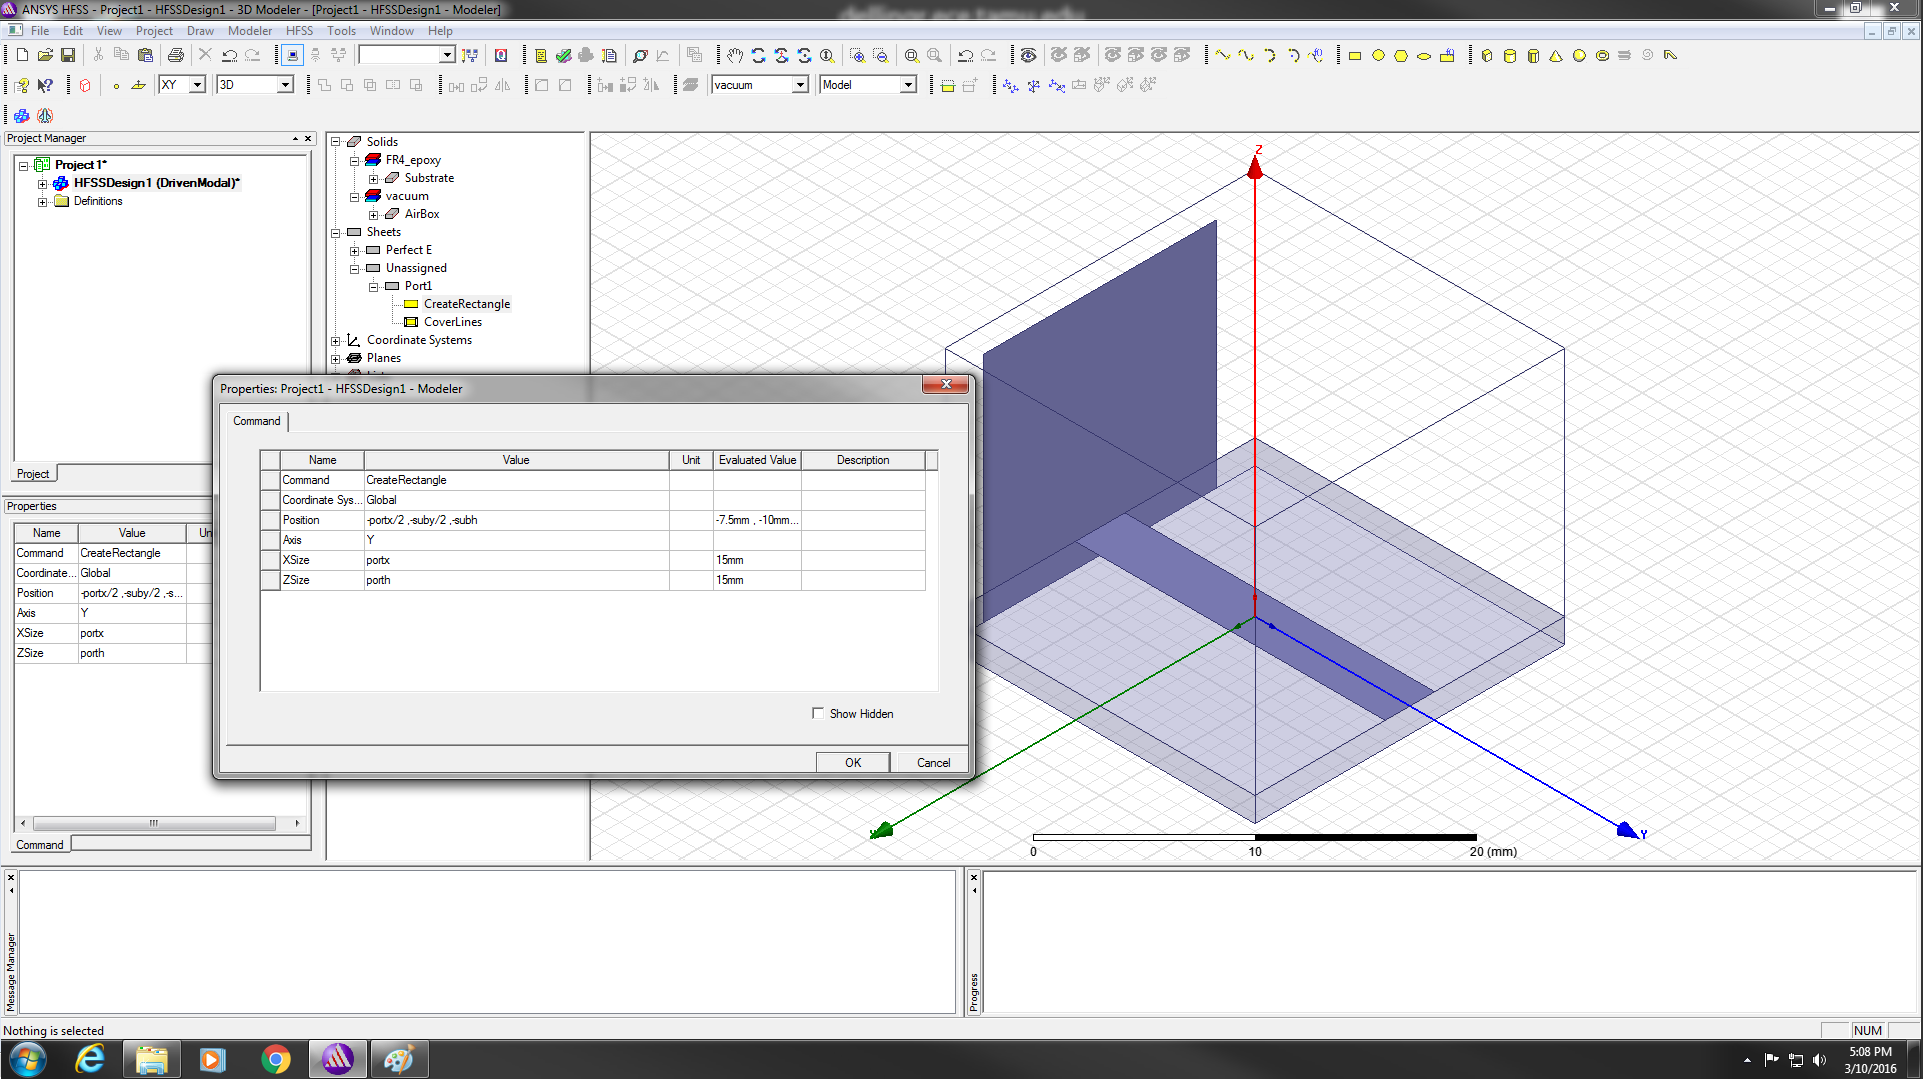 ANSYS HFSS - Project1 - HFSSDesign1 - 3D Modeler - [Project1 - HFSSDesign1 - Modeler]
dellingr.ece.tamu.edu
File Edit View Project Draw Modeler HFSS Tools Window Help
XY 3D vacuum Model
Project Manager
Project1*
HFSSDesign1 (DrivenModal)*
Definitions
Project
Solids
FR4_epoxy
Substrate
vacuum
AirBox
Sheets
Perfect E
Unassigned
Port1
CreateRectangle
CoverLines
Coordinate Systems
Planes
Properties
Name Value Un
Command CreateRectangle
Coordinate... Global
Position -portx/2 ,-suby/2 ,-s...
Axis Y
XSize portx
ZSize porth
Command
Properties: Project1 - HFSSDesign1 - Modeler
Command
Name Value Unit Evaluated Value Description
Command CreateRectangle
Coordinate Sys... Global
Position -portx/2 ,-suby/2 ,-subh -7.5mm , -10mm...
Axis Y
XSize portx 15mm
ZSize porth 15mm
Show Hidden
OK Cancel
Z
Y
0 10 20 (mm)
Message Manager
Progress
Nothing is selected
NUM
5:08 PM
3/10/2016